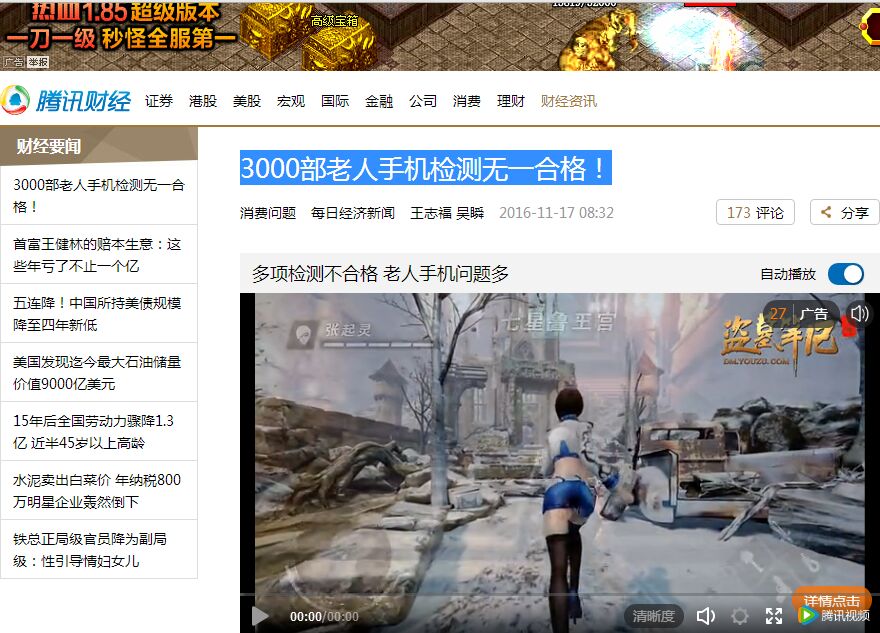 热血1.85超级版本
一刀一级 秒怪全服第一
高级宝箱
广告 举报
腾讯财经 证券 港股 美股 宏观 国际 金融 公司 消费 理财 财经资讯
财经要闻
3000部老人手机检测无一合格！
首富王健林的赔本生意：这些年亏了不止一个亿
五连降！中国所持美债规模降至四年新低
美国发现迄今最大石油储量 价值9000亿美元
15年后全国劳动力骤降1.3亿 近半45岁以上高龄
水泥卖出白菜价 年纳税800万明星企业轰然倒下
铁总正局级官员降为副局级：性引导情妇女儿
3000部老人手机检测无一合格！
消费问题 每日经济新闻 王志福 吴瞬 2016-11-17 08:32
173 评论
分享
多项检测不合格 老人手机问题多
自动播放
27 广告
张起灵
七星鲁王宫
盗墓手记
DM.YOUZU.COM
详情点击
00:00/00:00
清晰度
腾讯视频